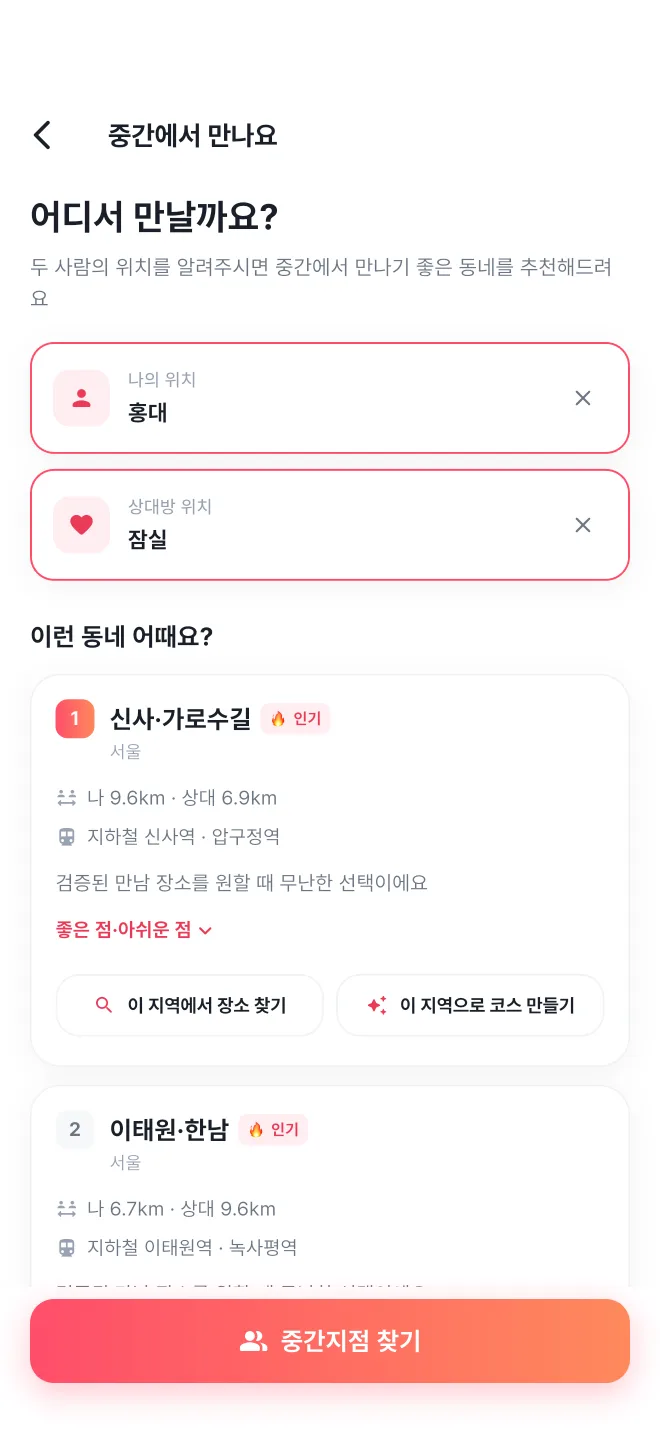 중간에서 만나요
어디서 만날까요?
두 사람의 위치를 알려주시면 중간에서 만나기 좋은 동네를 추천해드려
요
나의 위치
홍대
상대방 위치
잠실
이런 동네 어때요?
1 신사·가로수길 🔥 인기
서울
나 9.6km · 상대 6.9km
지하철 신사역 · 압구정역
검증된 만남 장소를 원할 때 무난한 선택이에요
좋은 점·아쉬운 점
이 지역에서 장소 찾기 이 지역으로 코스 만들기
2 이태원·한남 🔥 인기
서울
나 6.7km · 상대 9.6km
지하철 이태원역 · 녹사평역
중간지점 찾기